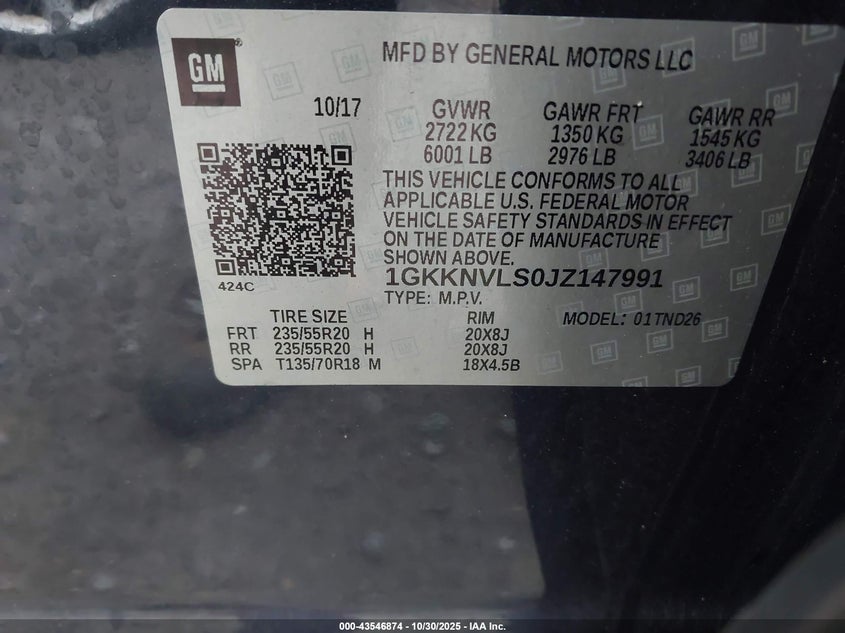 GM
MFD BY GENERAL MOTORS LLC
10/17
GVWR GAWR FRT GAWR RR
2722 KG 1350 KG 1545 KG
6001 LB 2976 LB 3406 LB
THIS VEHICLE CONFORMS TO ALL
APPLICABLE U.S. FEDERAL MOTOR
VEHICLE SAFETY STANDARDS IN EFFECT
ON THE DATE OF MANUFACTURE
SHOWN ABOVE.
424C
1GKKNVLS0JZ147991
TYPE: M.P.V.
TIRE SIZE RIM MODEL: 01TND26
FRT 235/55R20 H 20X8J
RR 235/55R20 H 20X8J
SPA T135/70R18 M 18X4.5B
000-43546874 - 10/30/2025 - IAA Inc.